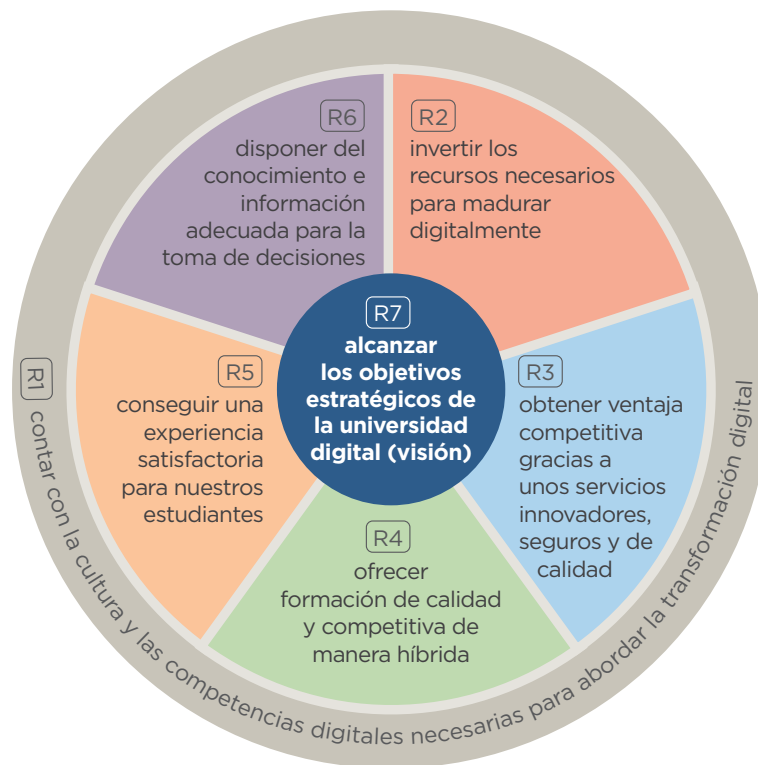 R6
disponer del
conocimiento e
información
adecuada para la
toma de decisiones
R2
invertir los
recursos necesarios
para madurar
digitalmente
R7
alcanzar
los objetivos
estratégicos de
la universidad
digital (visión)
R5
conseguir una
experiencia
satisfactoria
para nuestros
estudiantes
R3
obtener ventaja
competitiva
gracias a
unos servicios
innovadores,
seguros y de
calidad
R4
ofrecer
formación de calidad
y competitiva de
manera híbrida
R1 contar con la cultura y las competencias digitales necesarias para abordar la transformación digital